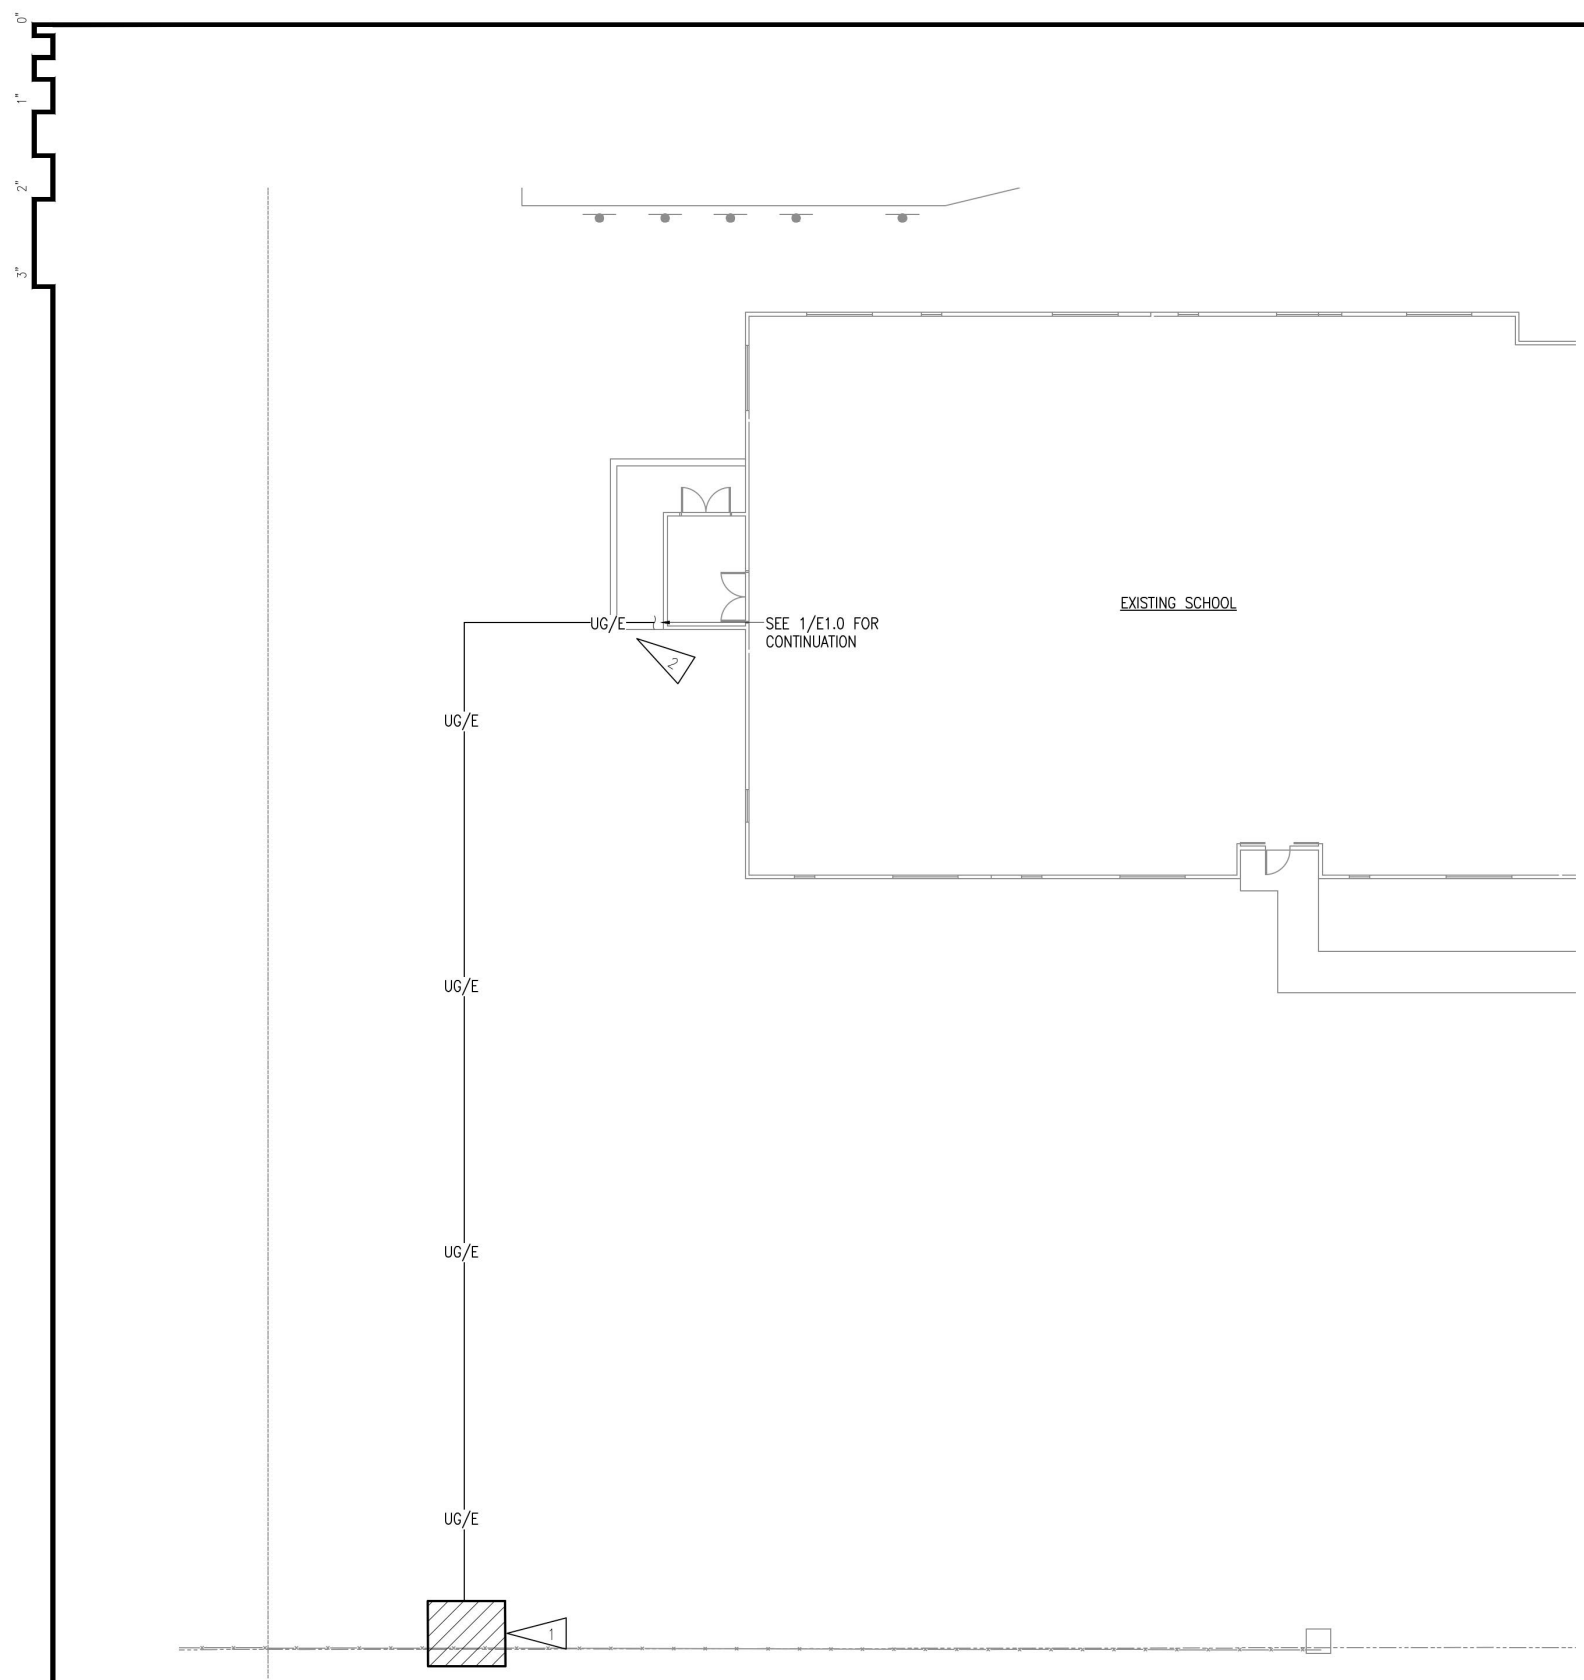 0"
1"
2"
3"
EXISTING SCHOOL
UG/E
SEE 1/E1.0 FOR
CONTINUATION
2
UG/E
UG/E
UG/E
UG/E
1